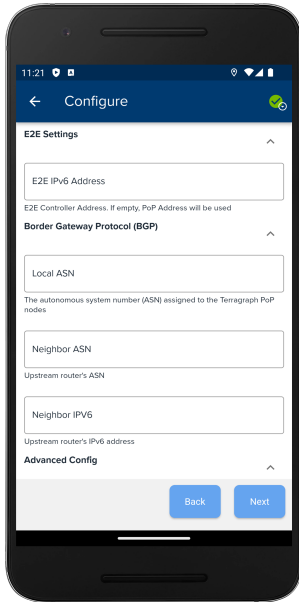 11:21
Configure
E2E Settings
E2E IPv6 Address
E2E Controller Address. If empty, PoP Address will be used
Border Gateway Protocol (BGP)
Local ASN
The autonomous system number (ASN) assigned to the Terragraph PoP
nodes
Neighbor ASN
Upstream router's ASN
Neighbor IPV6
Upstream router's IPv6 address
Advanced Config
Back
Next